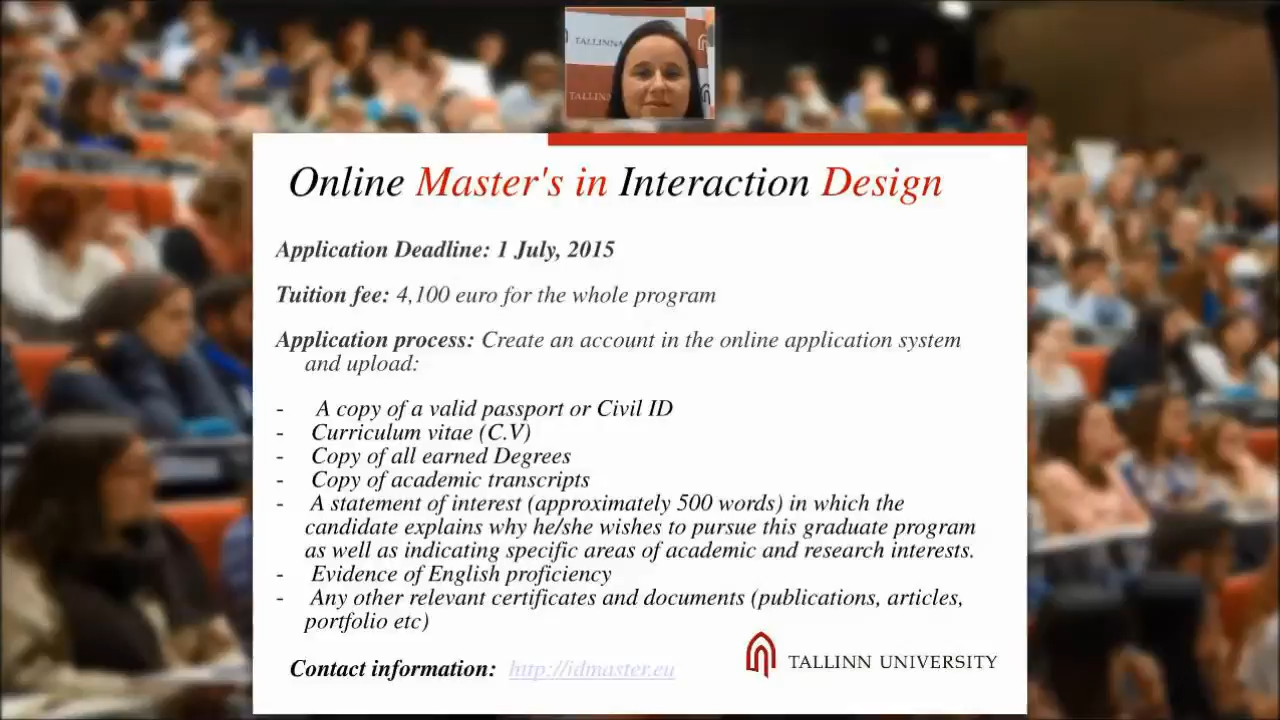 TALLINNA
TALLINN
Online Master's in Interaction Design
Application Deadline: 1 July, 2015
Tuition fee: 4,100 euro for the whole program
Application process: Create an account in the online application system
and upload:
- A copy of a valid passport or Civil ID
- Curriculum vitae (C.V)
- Copy of all earned Degrees
- Copy of academic transcripts
- A statement of interest (approximately 500 words) in which the
candidate explains why he/she wishes to pursue this graduate program
as well as indicating specific areas of academic and research interests.
- Evidence of English proficiency
- Any other relevant certificates and documents (publications, articles,
portfolio etc)
Contact information: http://idmaster.eu
TALLINN UNIVERSITY